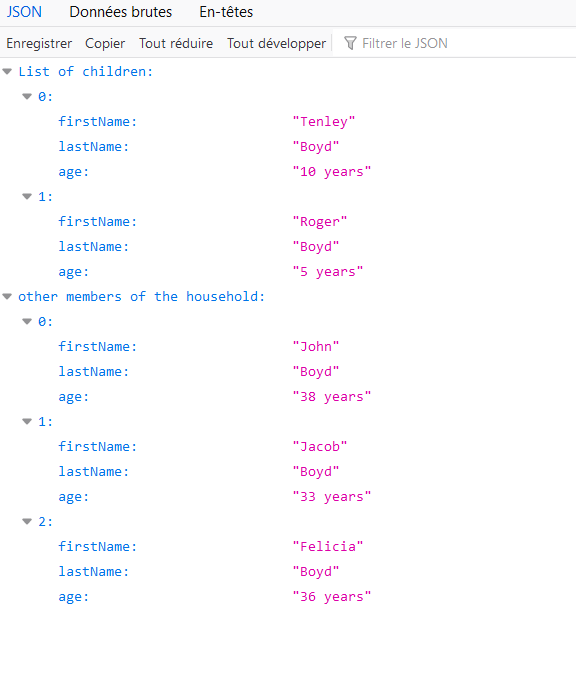 JSON Données brutes En-têtes
Enregistrer Copier Tout réduire Tout développer Filtrer le JSON
List of children:
0:
firstName: "Tenley"
lastName: "Boyd"
age: "10 years"
1:
firstName: "Roger"
lastName: "Boyd"
age: "5 years"
other members of the household:
0:
firstName: "John"
lastName: "Boyd"
age: "38 years"
1:
firstName: "Jacob"
lastName: "Boyd"
age: "33 years"
2:
firstName: "Felicia"
lastName: "Boyd"
age: "36 years"